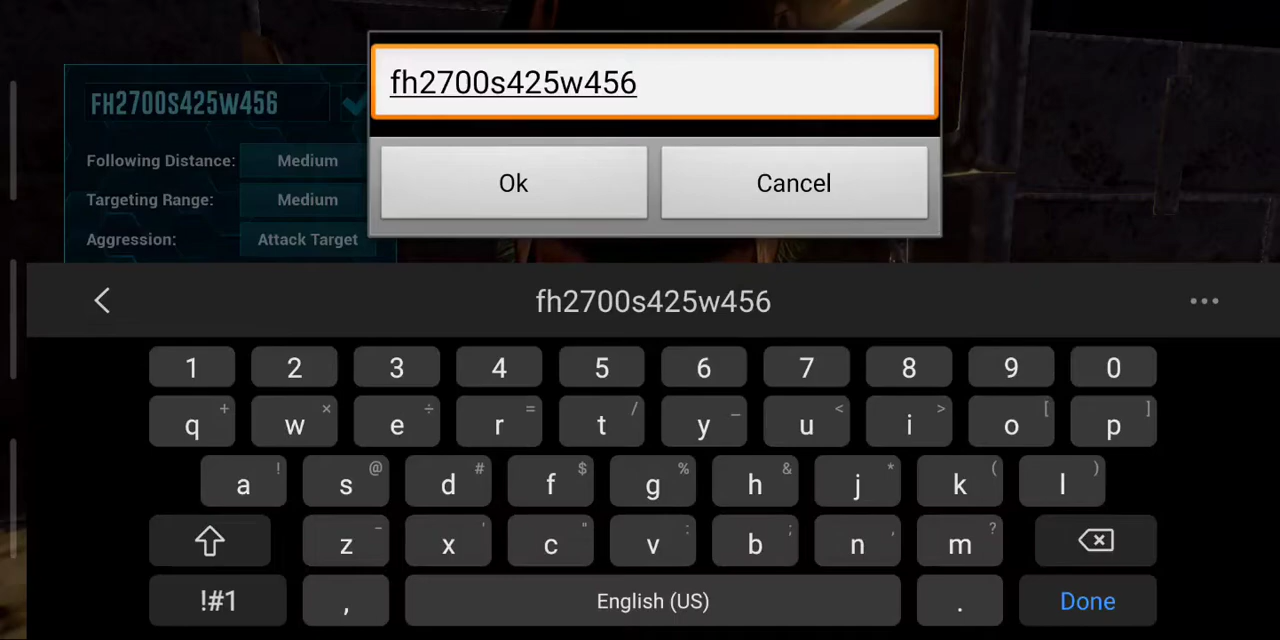 fh2700s425w456
FH2700S425W456
Ok
Cancel
Following Distance: Medium
Targeting Range: Medium
Aggression: Attack Target
fh2700s425w456
1 2 3 4 5 6 7 8 9 0
+ × ÷ = / _ < > [ ]
q w e r t y u i o p
! @ # $ % & * ( )
a s d f g h j k l
- ' " : ; , ?
z x c v b n m
!#1 , English (US) . Done